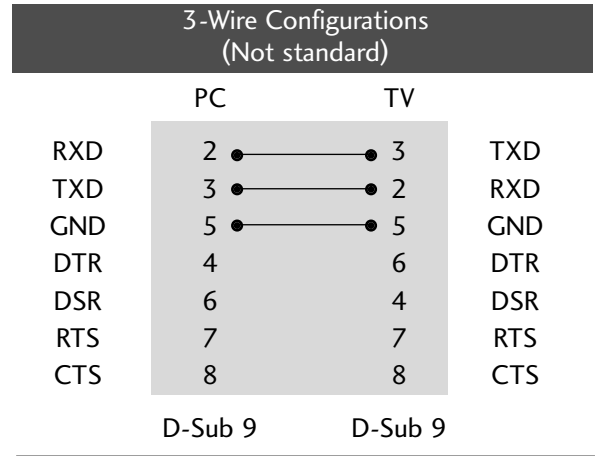 3-Wire Configurations
(Not standard)
PC TV
RXD 2 3 TXD
TXD 3 2 RXD
GND 5 5 GND
DTR 4 6 DTR
DSR 6 4 DSR
RTS 7 7 RTS
CTS 8 8 CTS
D-Sub 9 D-Sub 9